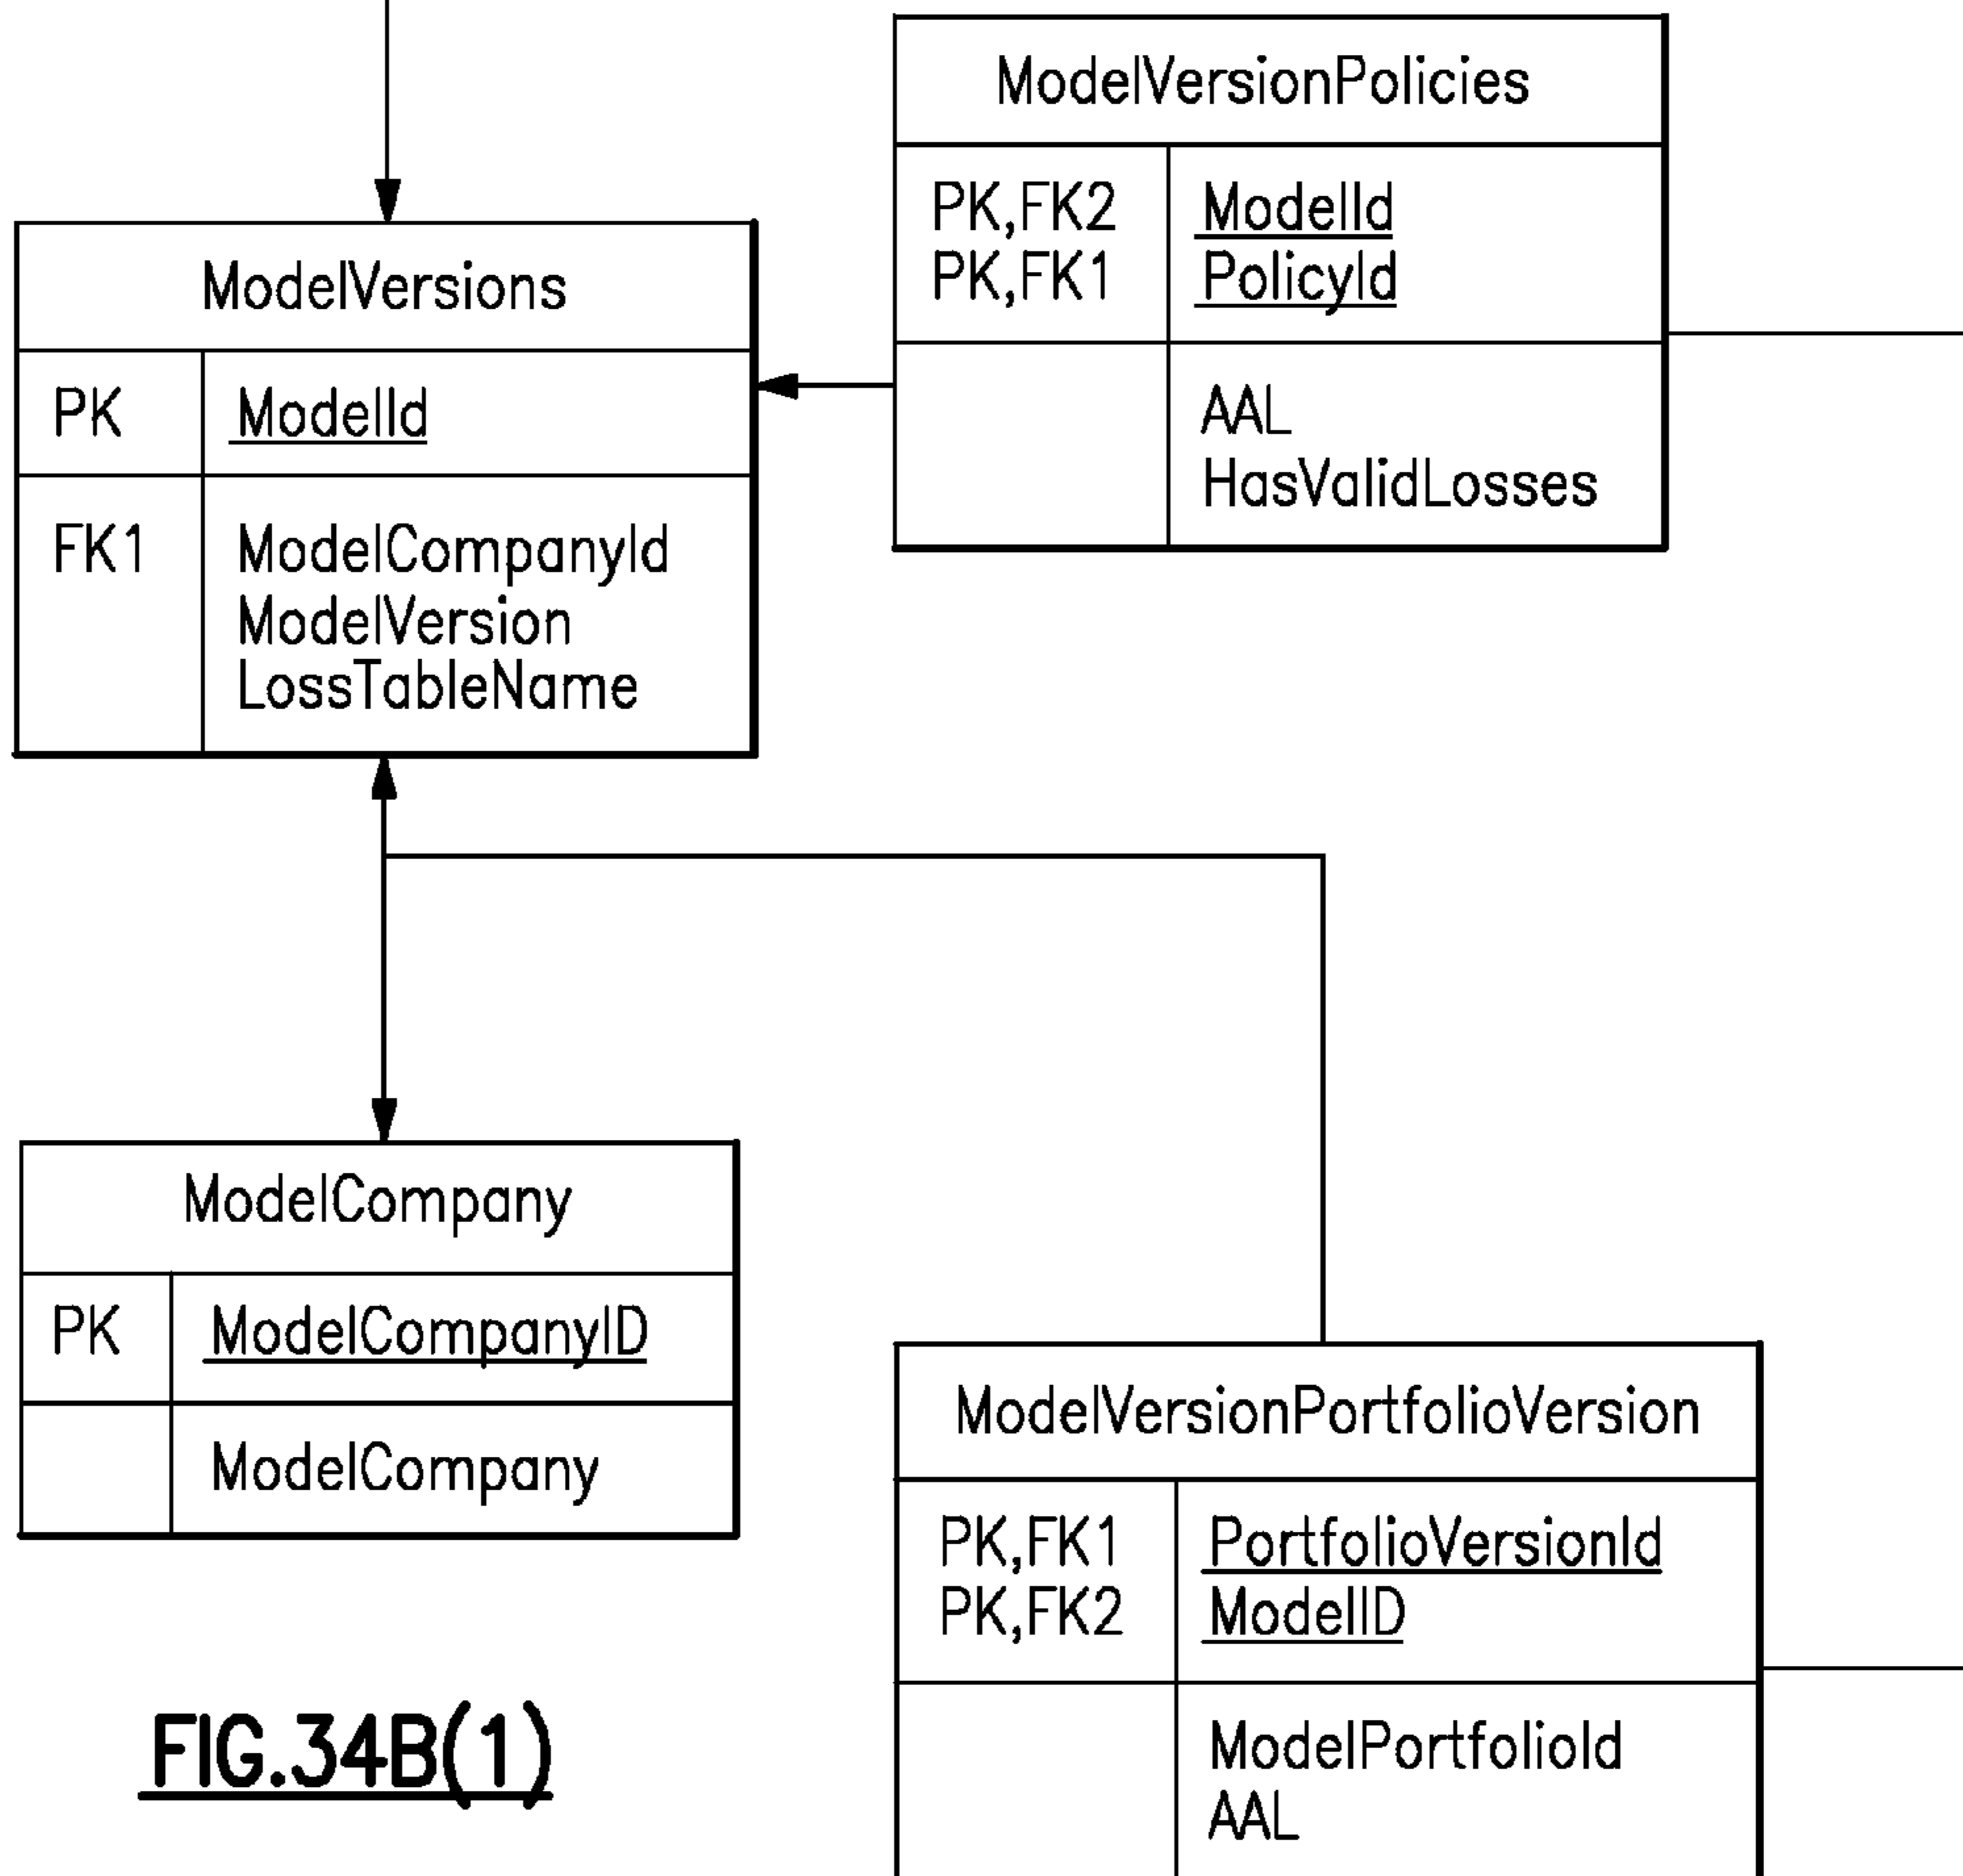 ModelVersionPolicies
PK,FK2 ModelId
PK,FK1 PolicyId
AAL
HasValidLosses
ModelVersions
PK ModelId
FK1 ModelCompanyId
ModelVersion
LossTableName
ModelCompany
PK ModelCompanyID
ModelCompany
ModelVersionPortfolioVersion
PK,FK1 PortfolioVersionId
PK,FK2 ModelID
ModelPortfolioId
AAL
FIG.34B(1)